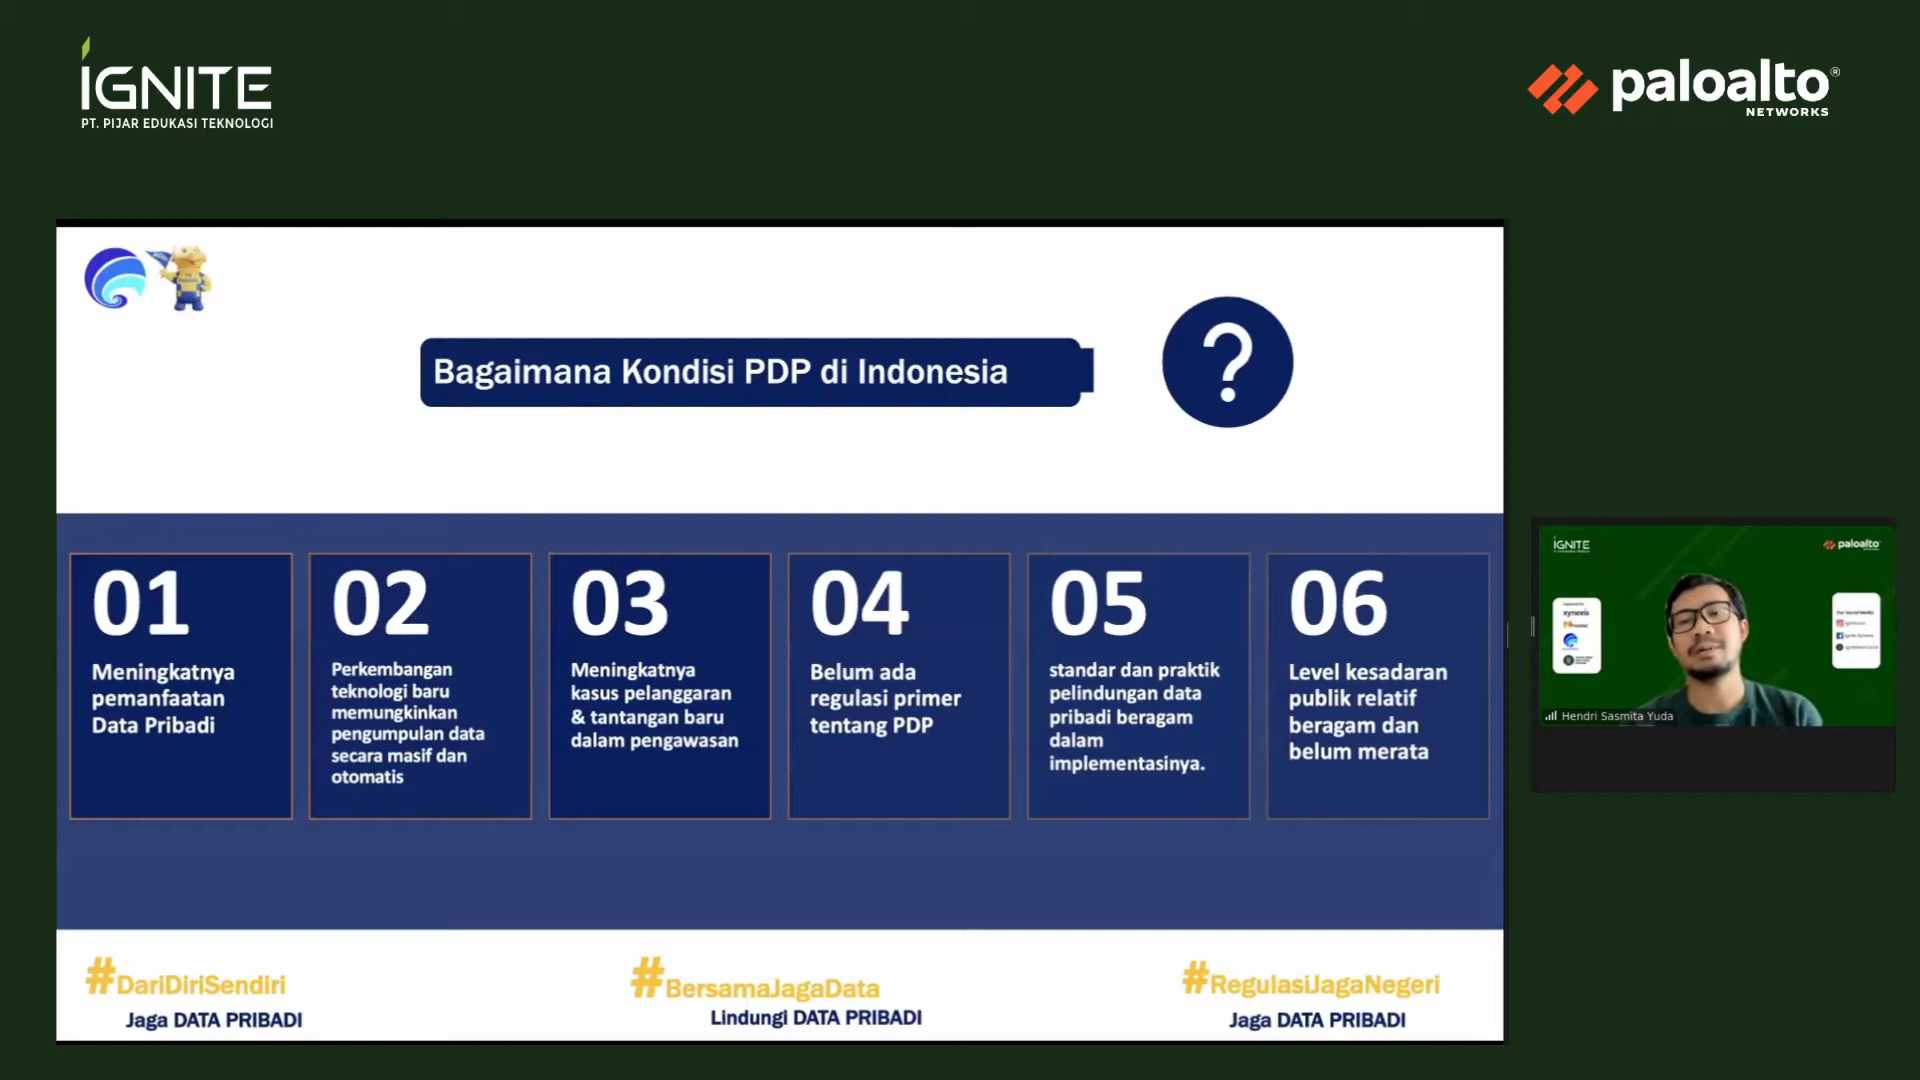 IGNITE
PT. PIJAR EDUKASI TEKNOLOGI
paloalto®
NETWORKS
Bagaimana Kondisi PDP di Indonesia
?
01
Meningkatnya
pemanfaatan
Data Pribadi
02
Perkembangan
teknologi baru
memungkinkan
pengumpulan data
secara masif dan
otomatis
03
Meningkatnya
kasus pelanggaran
& tantangan baru
dalam pengawasan
04
Belum ada
regulasi primer
tentang PDP
05
standar dan praktik
pelindungan data
pribadi beragam
dalam
implementasinya.
06
Level kesadaran
publik relatif
beragam dan
belum merata
#DariDiriSendiri
Jaga DATA PRIBADI
#BersamaJagaData
Lindungi DATA PRIBADI
#RegulasiJagaNegeri
Jaga DATA PRIBADI
IGNITE
paloalto
xynexis
Our Social Media
Hendri Sasmita Yuda